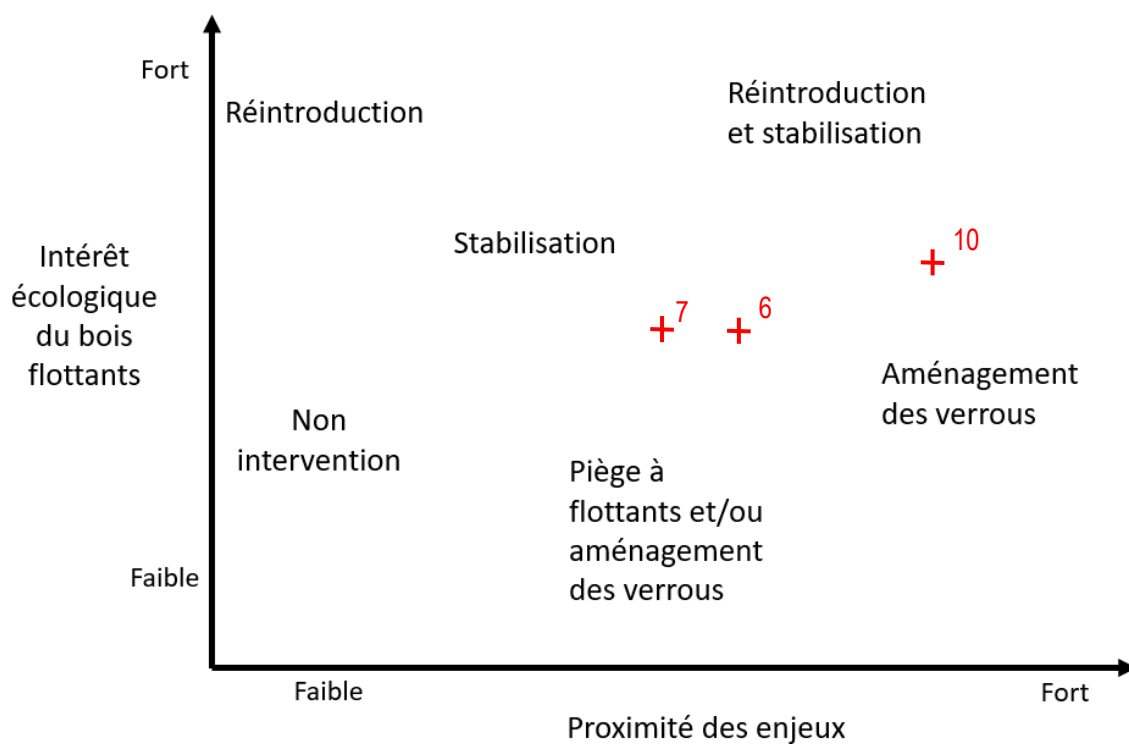 Fort
Réintroduction
Réintroduction
et stabilisation
Intérêt
écologique
du bois
flottants
Stabilisation
10
7
6
Aménagement
des verrous
Non
intervention
Piège à
flottants et/ou
aménagement
des verrous
Faible
Faible
Fort
Proximité des enjeux